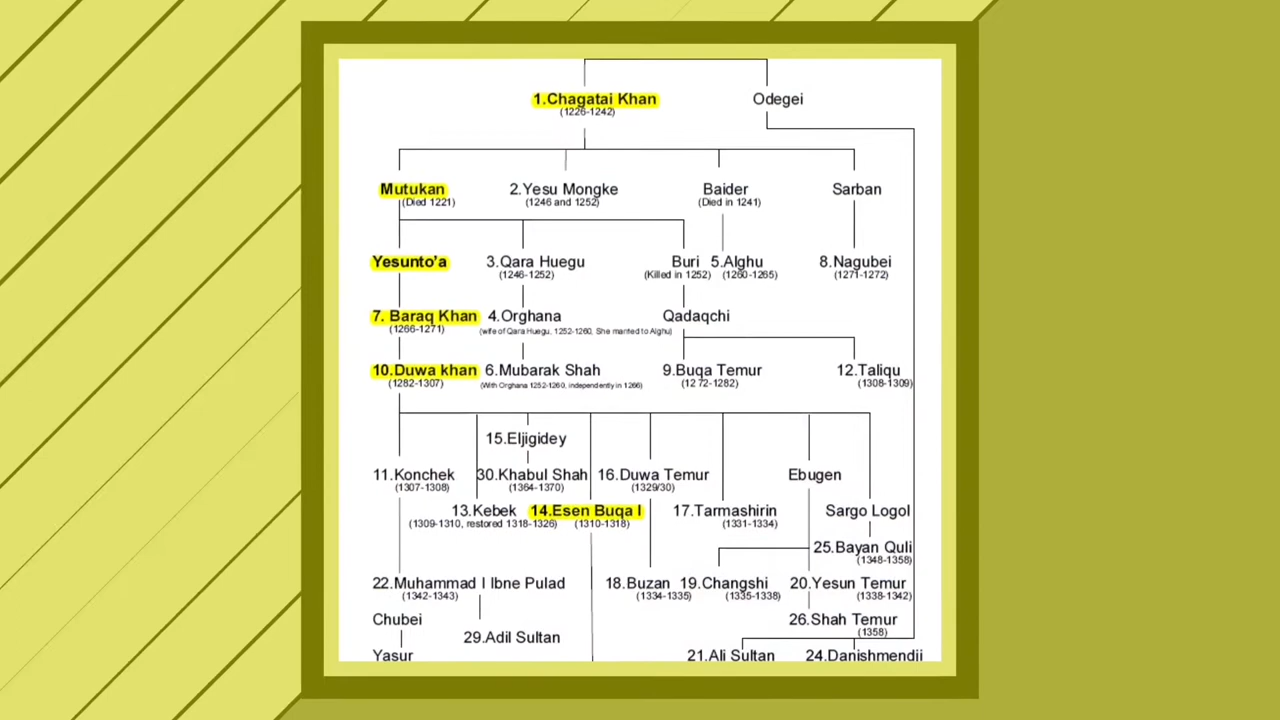 1.Chagatai Khan Odegei
(1226-1242)
Mutukan 2.Yesu Mongke Baider Sarban
(Died 1221) (1246 and 1252) (Died in 1241)
Yesunto'a 3.Qara Huegu Buri 5.Alghu 8.Nagubei
(1246-1252) (Killed in 1252) (1260-1265) (1271-1272)
7. Baraq Khan 4.Orghana Qadaqchi
(1266-1271) (wife of Qara Huegu, 1252-1260, She married to Alghu)
10.Duwa khan 6.Mubarak Shah 9.Buqa Temur 12.Taliqu
(1282-1307) (With Orghana 1252-1260, independently in 1266) (1272-1282) (1308-1309)
15.Eljigidey
11.Konchek 30.Khabul Shah 16.Duwa Temur Ebugen
(1307-1308) (1364-1370) (1329/30)
13.Kebek 14.Esen Buqa I 17.Tarmashirin Sargo Logol
(1309-1310, restored 1318-1326) (1310-1318) (1331-1334)
25.Bayan Quli
(1348-1358)
22.Muhammad I Ibne Pulad 18.Buzan 19.Changshi 20.Yesun Temur
(1342-1343) (1334-1335) (1335-1338) (1338-1342)
Chubei 26.Shah Temur
(1358)
29.Adil Sultan
Yasur 21.Ali Sultan 24.Danishmendii